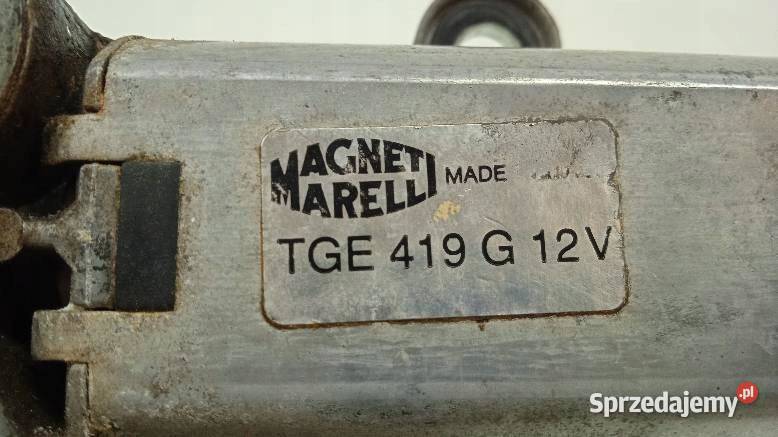 MAGNETI MARELLI MADE
TGE 419 G 12V
Sprzedajemy.pl